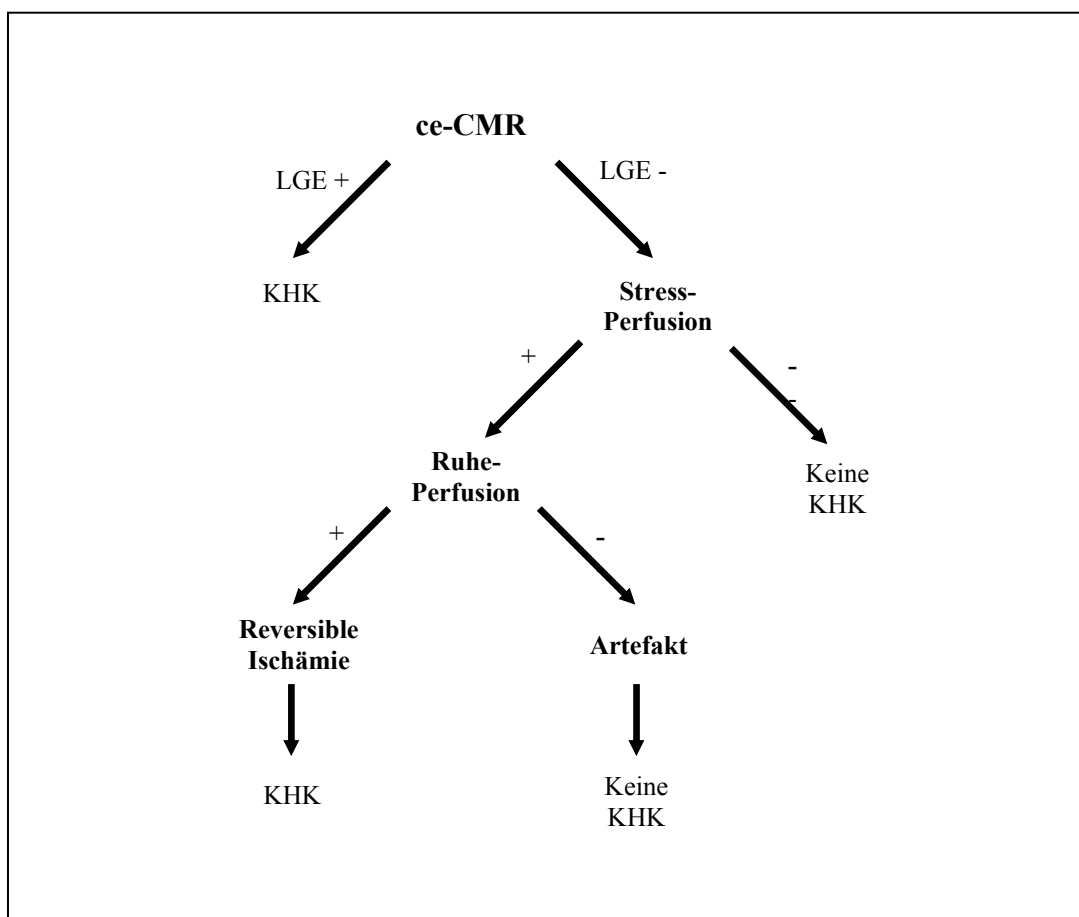 ce-CMR
LGE +
LGE -
KHK
Stress-
Perfusion
+
-
-
Ruhe-
Perfusion
Keine
KHK
+
-
Reversible
Ischämie
Artefakt
KHK
Keine
KHK